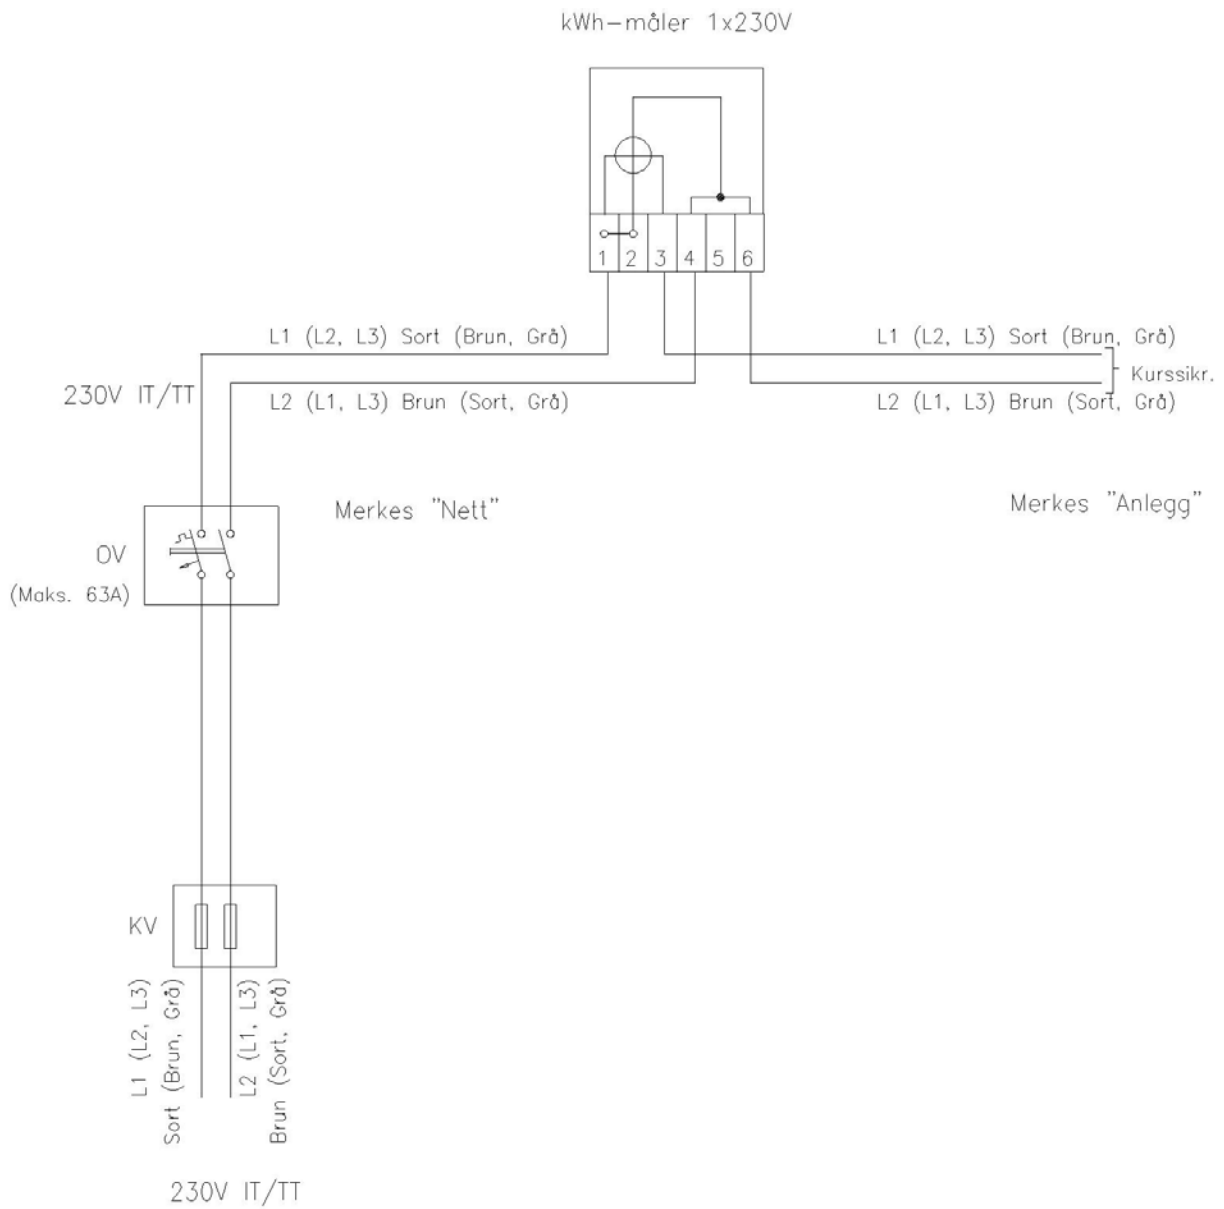 kWh-måler 1x230V
1 2 3 4 5 6
L1 (L2, L3) Sort (Brun, Grå)
L1 (L2, L3) Sort (Brun, Grå)
Kurssikr.
230V IT/TT
L2 (L1, L3) Brun (Sort, Grå)
L2 (L1, L3) Brun (Sort, Grå)
Merkes "Nett"
Merkes "Anlegg"
OV
(Maks. 63A)
KV
L1 (L2, L3)
Sort (Brun, Grå)
L2 (L1, L3)
Brun (Sort, Grå)
230V IT/TT